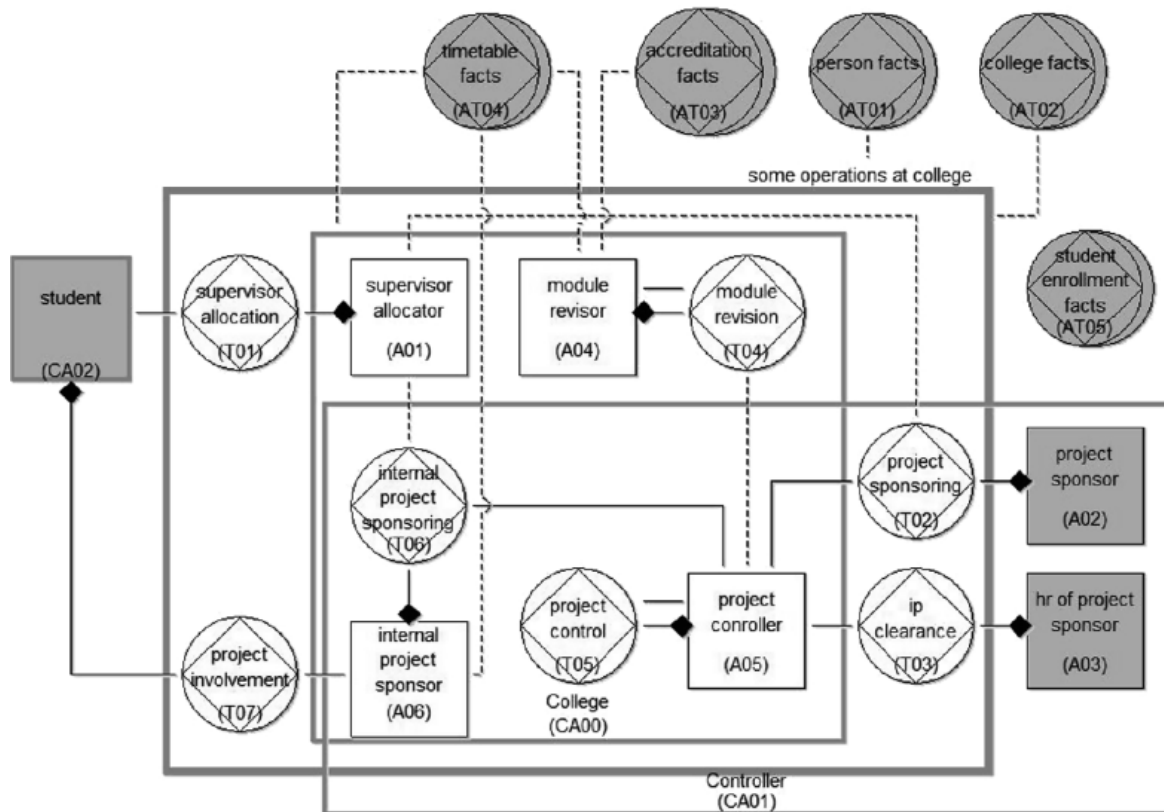 timetable
facts
(AT04)
accreditation
facts
(AT03)
person facts
(AT01)
college facts
(AT02)
some operations at college
student
enrollment
facts
(AT05)
student
(CA02)
supervisor
allocation
(T01)
supervisor
allocator
(A01)
module
revisor
(A04)
module
revision
(T04)
internal
project
sponsoring
(T06)
project
sponsoring
(T02)
project
sponsor
(A02)
project
control
(T05)
project
conroller
(A05)
ip
clearance
(T03)
hr of project
sponsor
(A03)
project
involvement
(T07)
internal
project
sponsor
(A06)
College
(CA00)
Controller
(CA01)